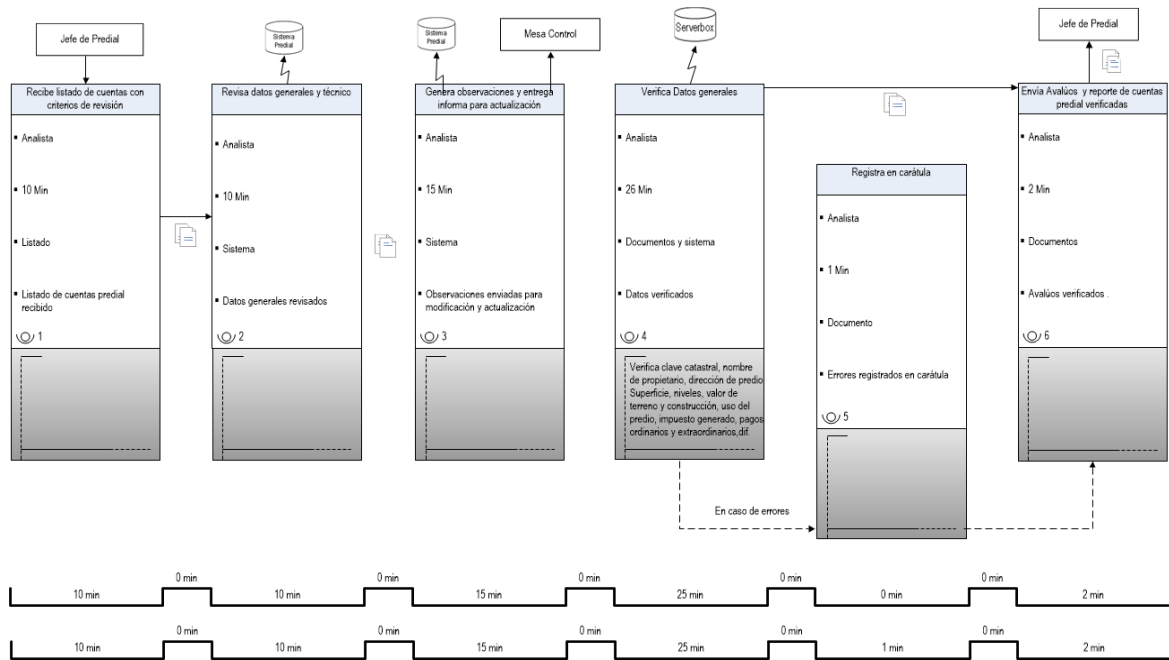 Jefe de Predial
Sistema
Predial
Sistema
Predial
Mesa Control
Serverbox
Jefe de Predial
Recibe listado de cuentas con
criterios de revisión
Analista
10 Min
Listado
Listado de cuentas predial
recibido
1
Revisa datos generales y técnico
Analista
10 Min
Sistema
Datos generales revisados
2
Genera observaciones y entrega
informa para actualización
Analista
15 Min
Sistema
Observaciones enviadas para
modificación y actualización
3
Verifica Datos generales
Analista
26 Min
Documentos y sistema
Datos verificados
4
Verifica clave catastral, nombre
de propietario, dirección de predio
Superficie, niveles, valor de
terreno y construcción, uso del
predio, impuesto generado, pagos
ordinarios y extraordinarios,dif.
En caso de errores
Registra en carátula
Analista
1 Min
Documento
Errores registrados en carátula
5
Envía Avalúos y reporte de cuentas
predial verificadas
Analista
2 Min
Documentos
Avalúos verificados .
6
0 min
0 min
0 min
0 min
0 min
10 min
10 min
15 min
25 min
0 min
2 min
0 min
0 min
0 min
0 min
0 min
10 min
10 min
15 min
25 min
1 min
2 min